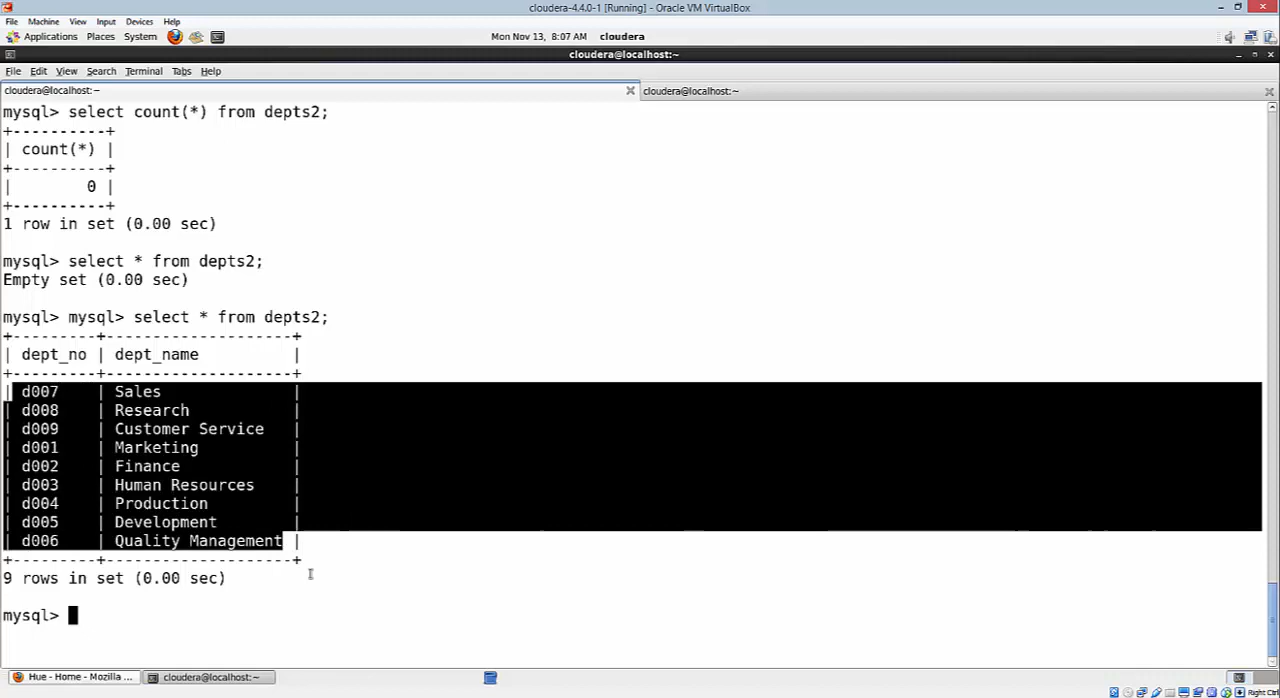 cloudera-4.4.0-1 [Running] - Oracle VM VirtualBox
File Machine View Input Devices Help
Applications Places System Mon Nov 13, 8:07 AM cloudera
cloudera@localhost:~
File Edit View Search Terminal Tabs Help
cloudera@localhost:~ cloudera@localhost:~
mysql> select count(*) from depts2;
+----------+
| count(*) |
+----------+
|        0 |
+----------+
1 row in set (0.00 sec)
mysql> select * from depts2;
Empty set (0.00 sec)
mysql> mysql> select * from depts2;
+---------+--------------------+
| dept_no | dept_name          |
+---------+--------------------+
| d007    | Sales              |
| d008    | Research           |
| d009    | Customer Service   |
| d001    | Marketing          |
| d002    | Finance            |
| d003    | Human Resources    |
| d004    | Production         |
| d005    | Development        |
| d006    | Quality Management |
+---------+--------------------+
9 rows in set (0.00 sec)
mysql>
Hue - Home - Mozilla ... cloudera@localhost:~
Right Ctrl